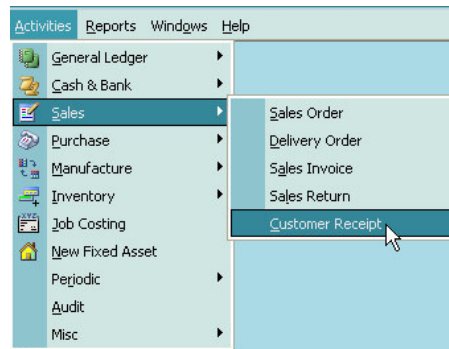 Activities Reports Windows Help
General Ledger
Cash & Bank
Sales
Purchase
Manufacture
Inventory
Job Costing
New Fixed Asset
Periodic
Audit
Misc
Sales Order
Delivery Order
Sales Invoice
Sales Return
Customer Receipt